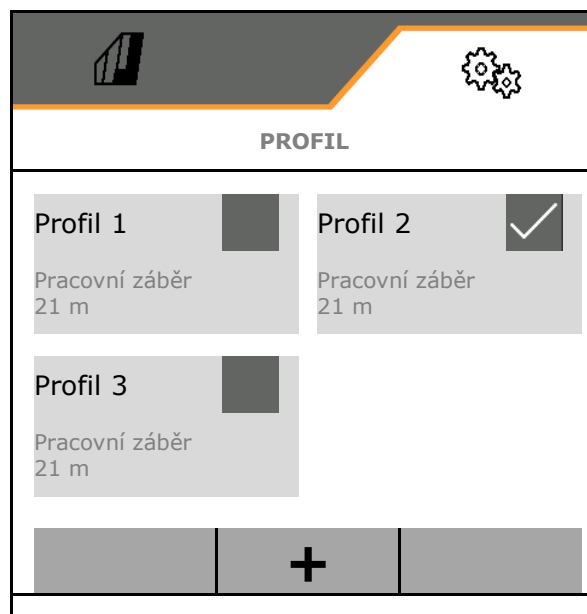 PROFIL
Profil 1
Pracovní záběr
21 m
Profil 2
Pracovní záběr
21 m
Profil 3
Pracovní záběr
21 m
+